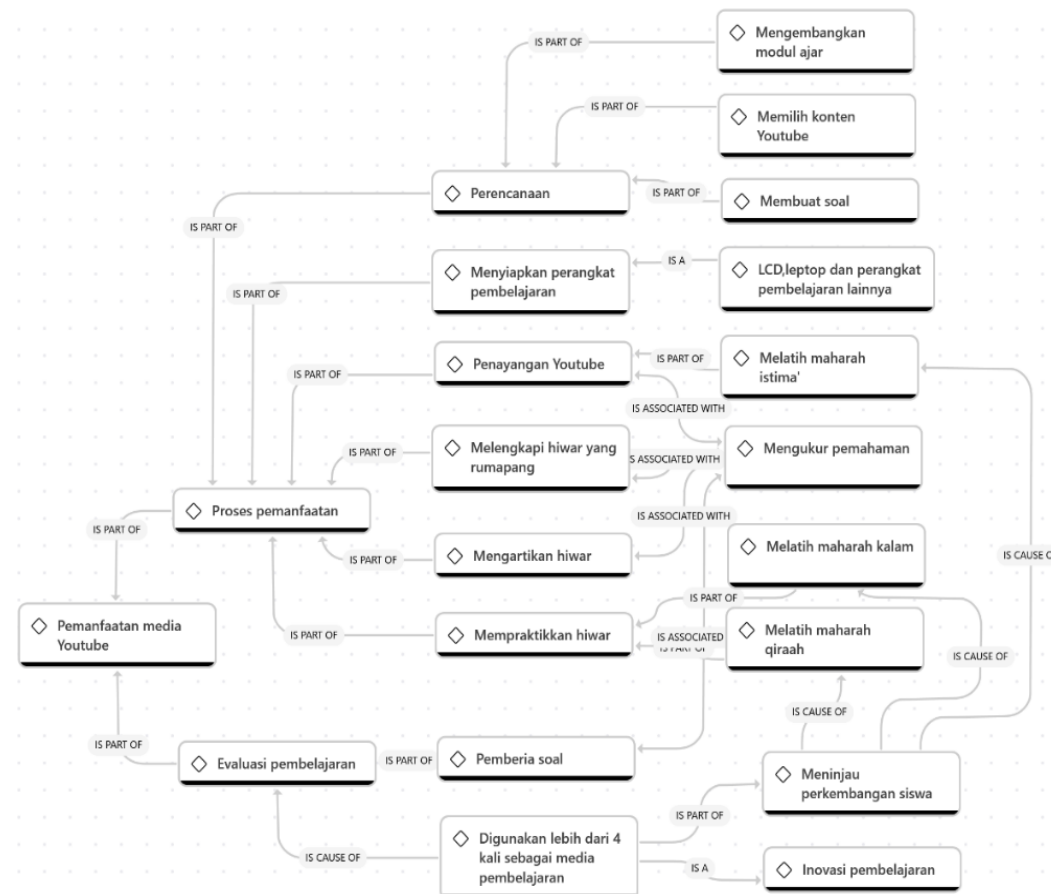 Mengembangkan
modul ajar
IS PART OF
IS PART OF
Memilih konten
Youtube
Perencanaan
IS PART OF
Membuat soal
IS PART OF
Menyiapkan perangkat
pembelajaran
IS A
LCD,leptop dan perangkat
pembelajaran lainnya
IS PART OF
Penayangan Youtube
IS PART OF
Melatih maharah
istima'
IS PART OF
IS ASSOCIATED WITH
Melengkapi hiwar yang
rumapang
IS PART OF
IS ASSOCIATED WITH
Mengukur pemahaman
Proses pemanfaatan
IS PART OF
IS ASSOCIATED WITH
Mengartikan hiwar
IS PART OF
Melatih maharah kalam
IS CAUSE O
IS PART OF
Pemanfaatan media
Youtube
IS PART OF
Mempraktikkan hiwar
IS ASSOCIATED
IS PART OF
Melatih maharah
qiraah
IS CAUSE OF
IS CAUSE OF
IS PART OF
Evaluasi pembelajaran
IS PART OF
Pemberia soal
Meninjau
perkembangan siswa
IS PART OF
IS CAUSE OF
Digunakan lebih dari 4
kali sebagai media
pembelajaran
IS A
Inovasi pembelajaran